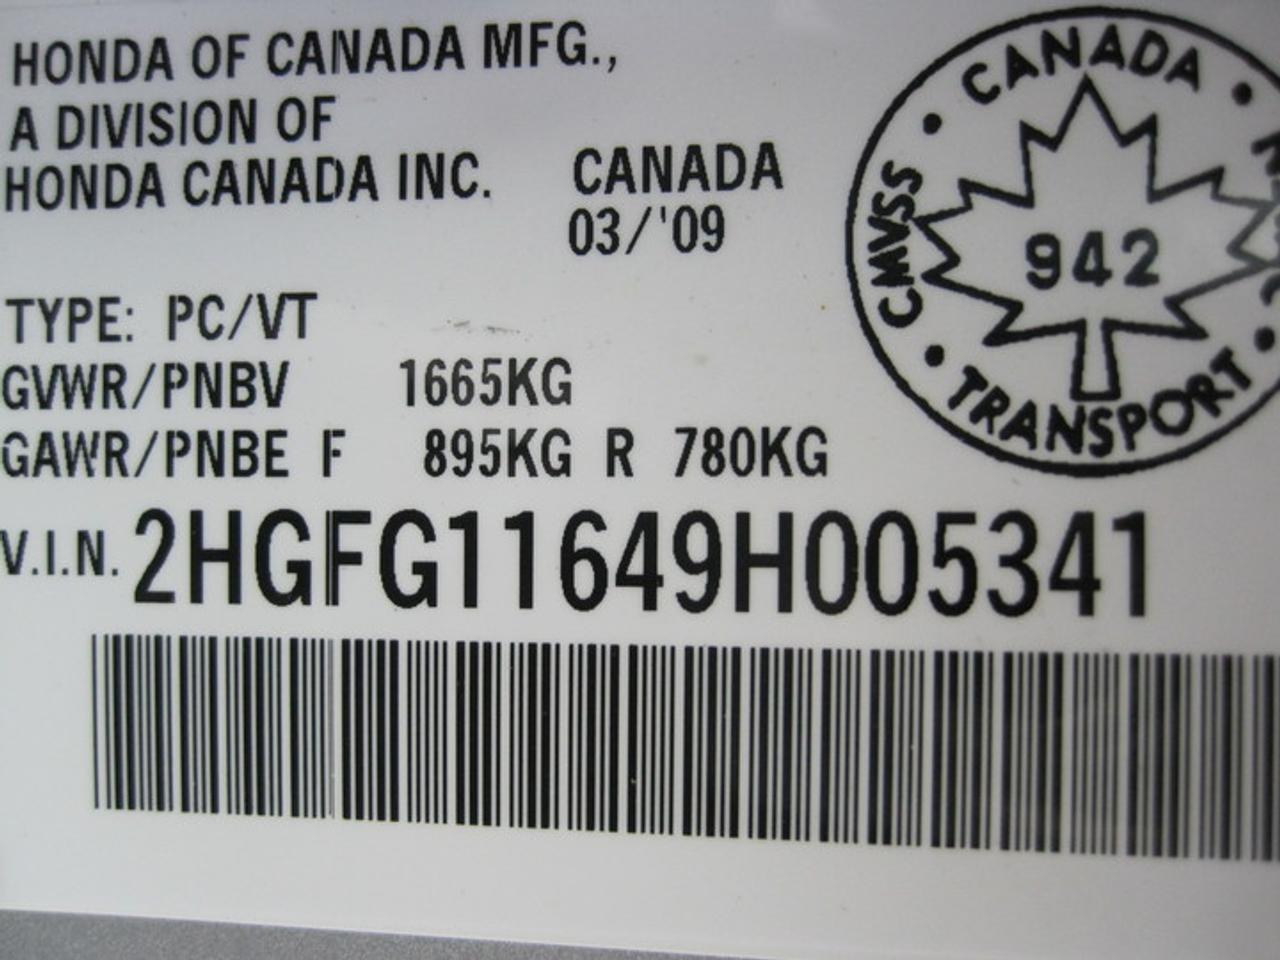 HONDA OF CANADA MFG.,
A DIVISION OF
HONDA CANADA INC.
CANADA
03/'09
TYPE: PC/VT
GVWR/PNBV 1665KG
GAWR/PNBE F 895KG R 780KG
V.I.N. 2HGFG11649H005341
CANADA
CMVSS
942
TRANSPORT